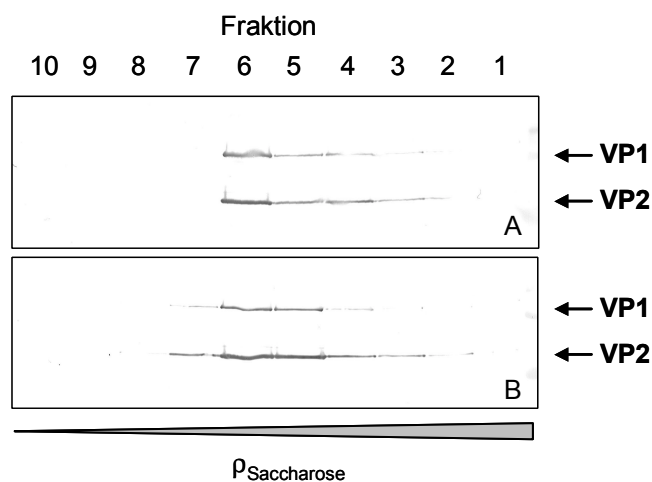 Fraktion
10 9 8 7 6 5 4 3 2 1
VP1
VP2
A
VP1
VP2
B
ρSaccharose